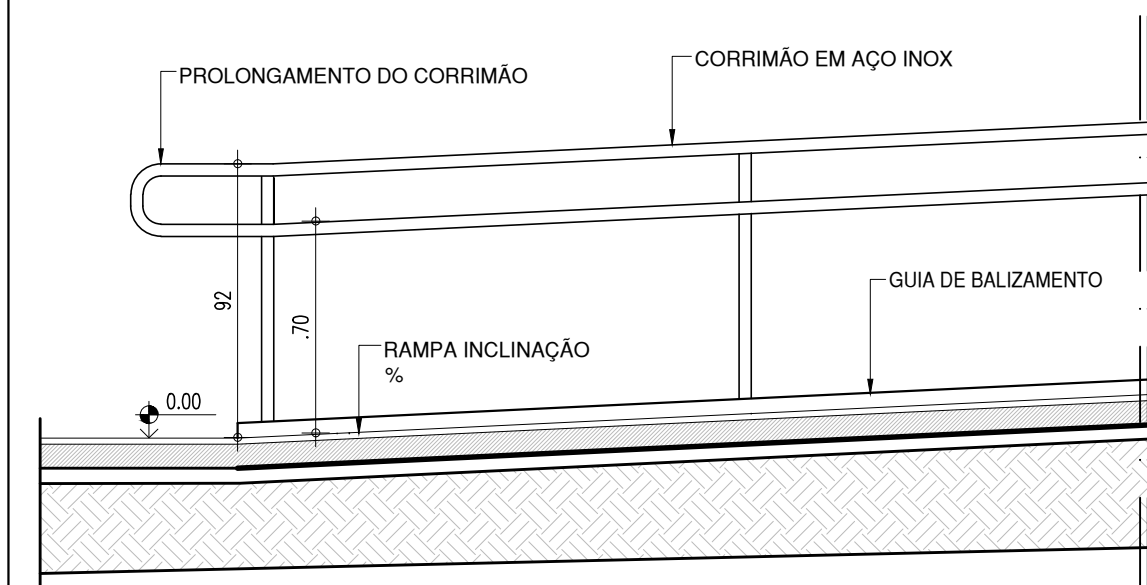 CORRIMÃO EM AÇO INOX
PROLONGAMENTO DO CORRIMÃO
GUIA DE BALIZAMENTO
92
.70
RAMPA INCLINAÇÃO
%
0.00